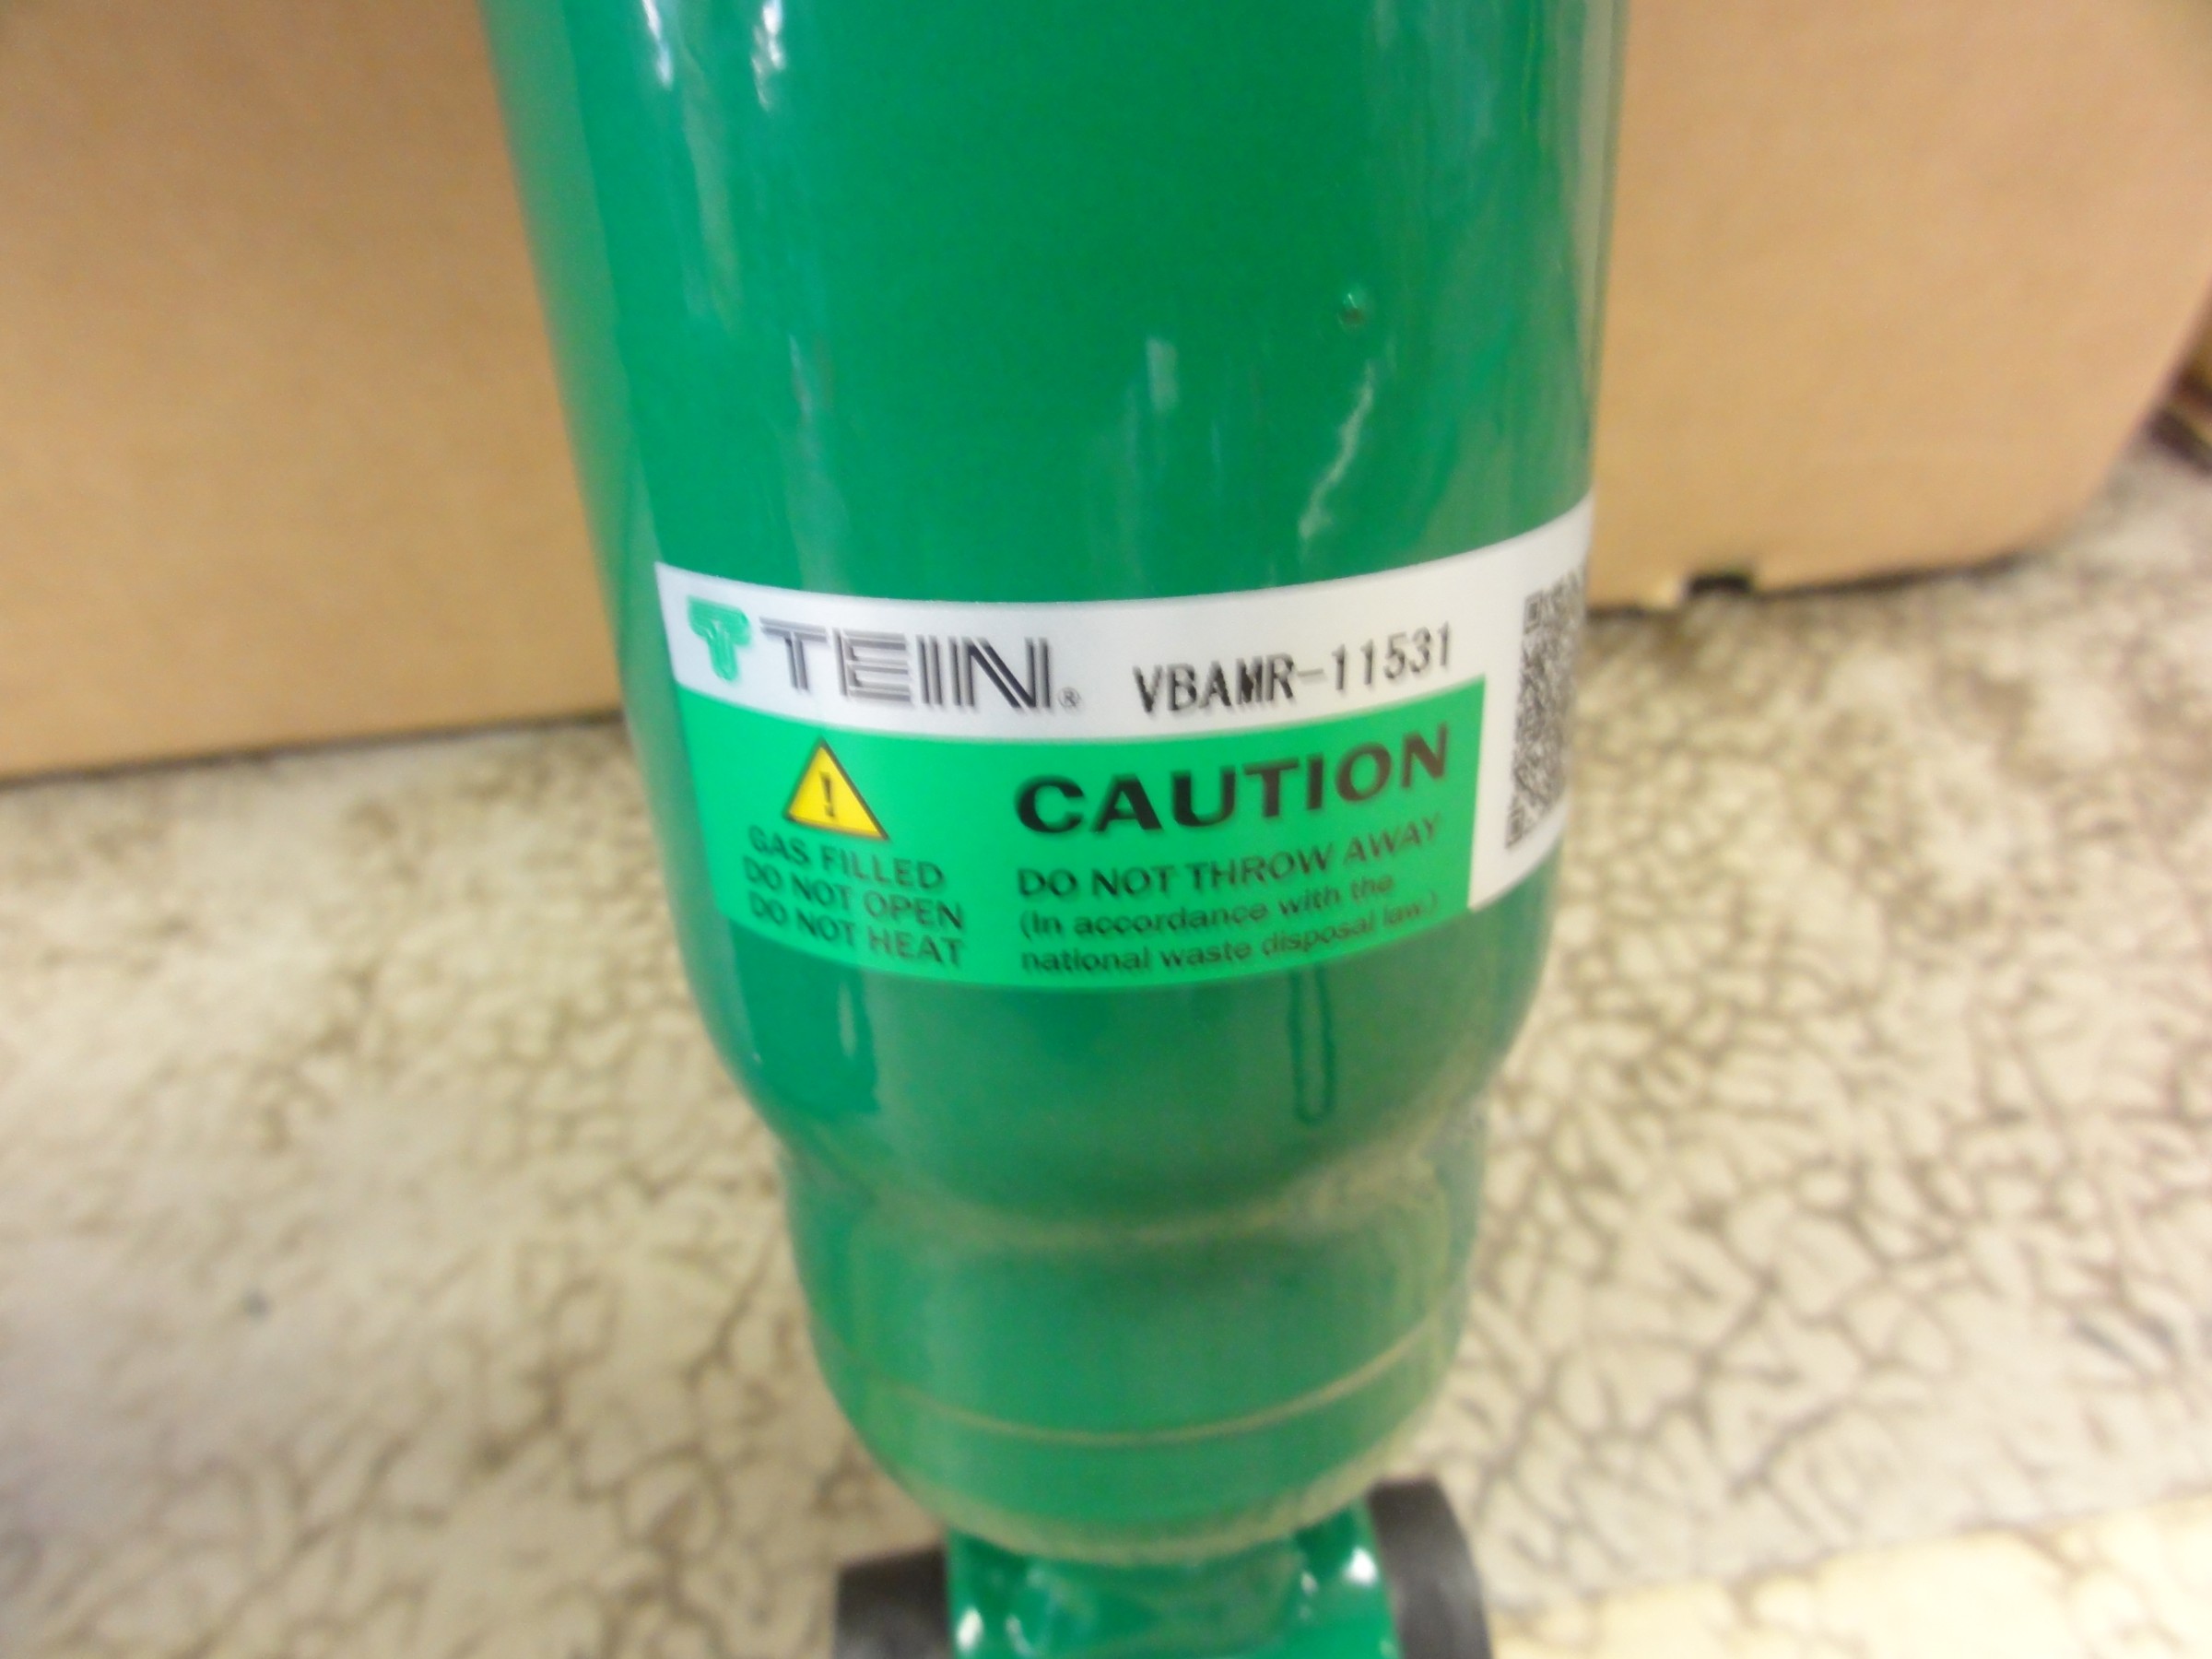 TEIN® VBAMR-11531
!
GAS FILLED
DO NOT OPEN
DO NOT HEAT
CAUTION
DO NOT THROW AWAY
(In accordance with the
national waste disposal law.)